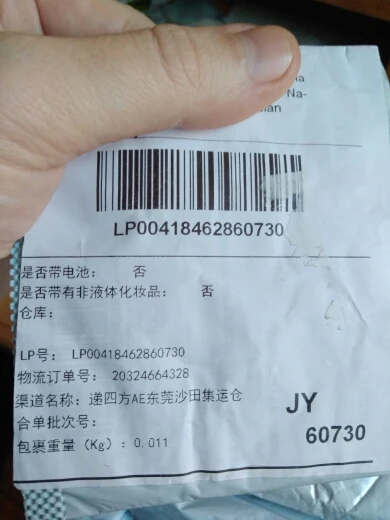 Na-
LP00418462860730
是否带电池： 否
是否带有非液体化妆品： 否
仓库：
LP号： LP00418462860730
物流订单号： 20324664328
渠道名称： 递四方AE东莞沙田集运仓
合单批次号：
包裹重量（Kg）：0.011
JY
60730